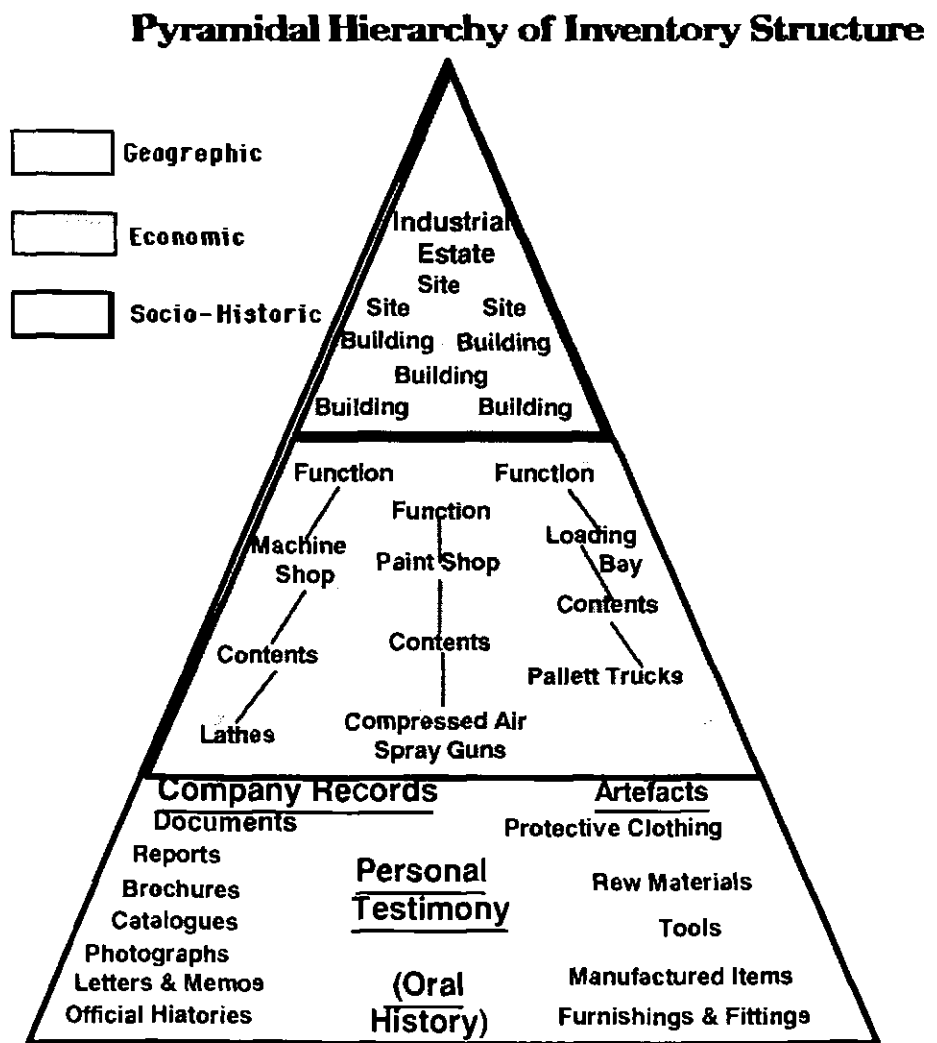 Pyramidal Hierarchy of Inventory Structure
Geogrephic
Economic
Socio-Historic
Industrial
Estate
Site
Site Site
Building Building
Building
Building Building
Function Function
Function
Machine
Shop
Paint Shop
Loading
Bay
Contents
Contents
Contents
Pallett Trucks
Lathes
Compressed Air
Spray Guns
Company Records
Documents
Reports
Brochures
Catalogues
Photographs
Letters & Memos
Official Hiatories
Personal
Testimony
(Oral
History)
Artefacts
Protective Clothing
Rew Materials
Tools
Manufactured Items
Furnishings & Fittings